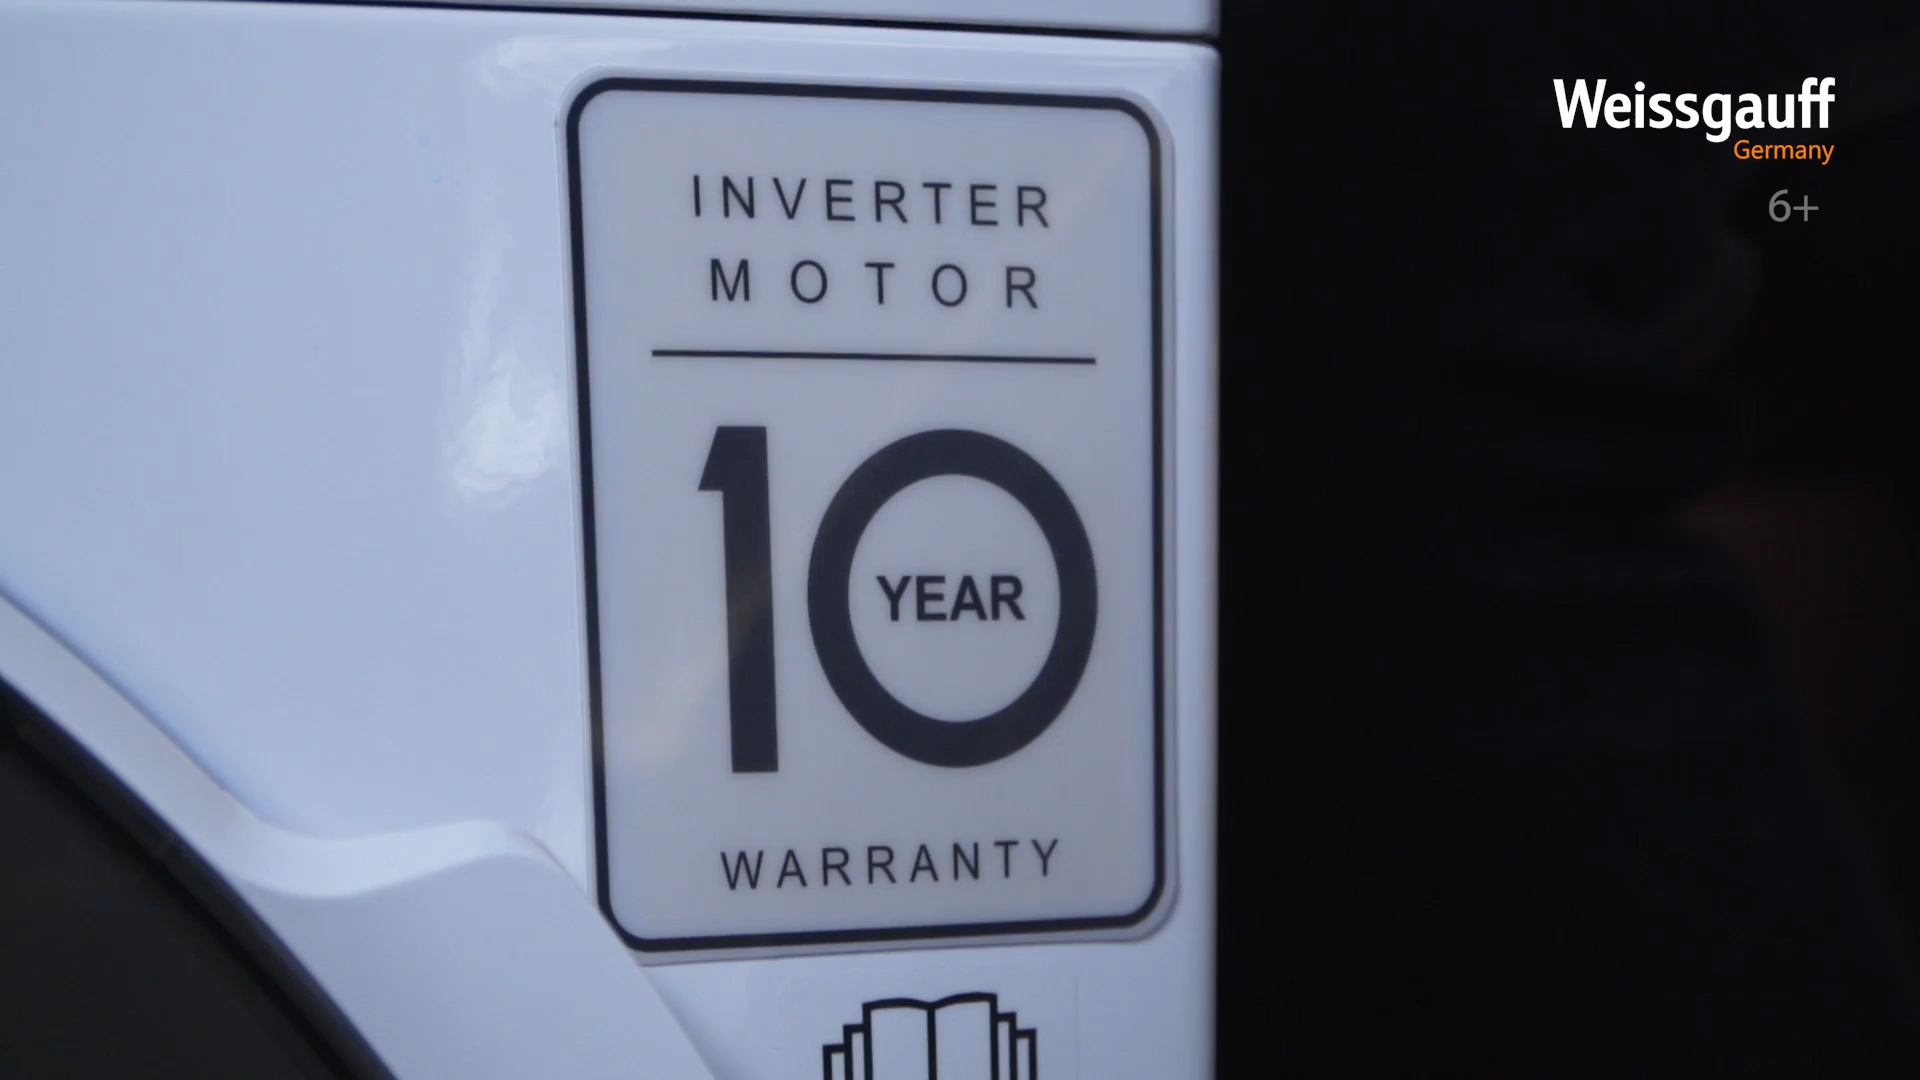 Weissgauff
Germany
6+
INVERTER
MOTOR
10
YEAR
WARRANTY